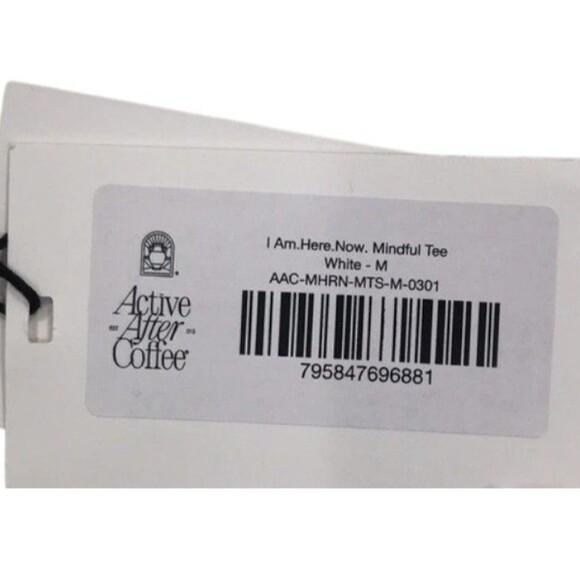 I Am.Here.Now. Mindful Tee
White - M
AAC-MHRN-MTS-M-0301
795847696881
Active
After
Coffee